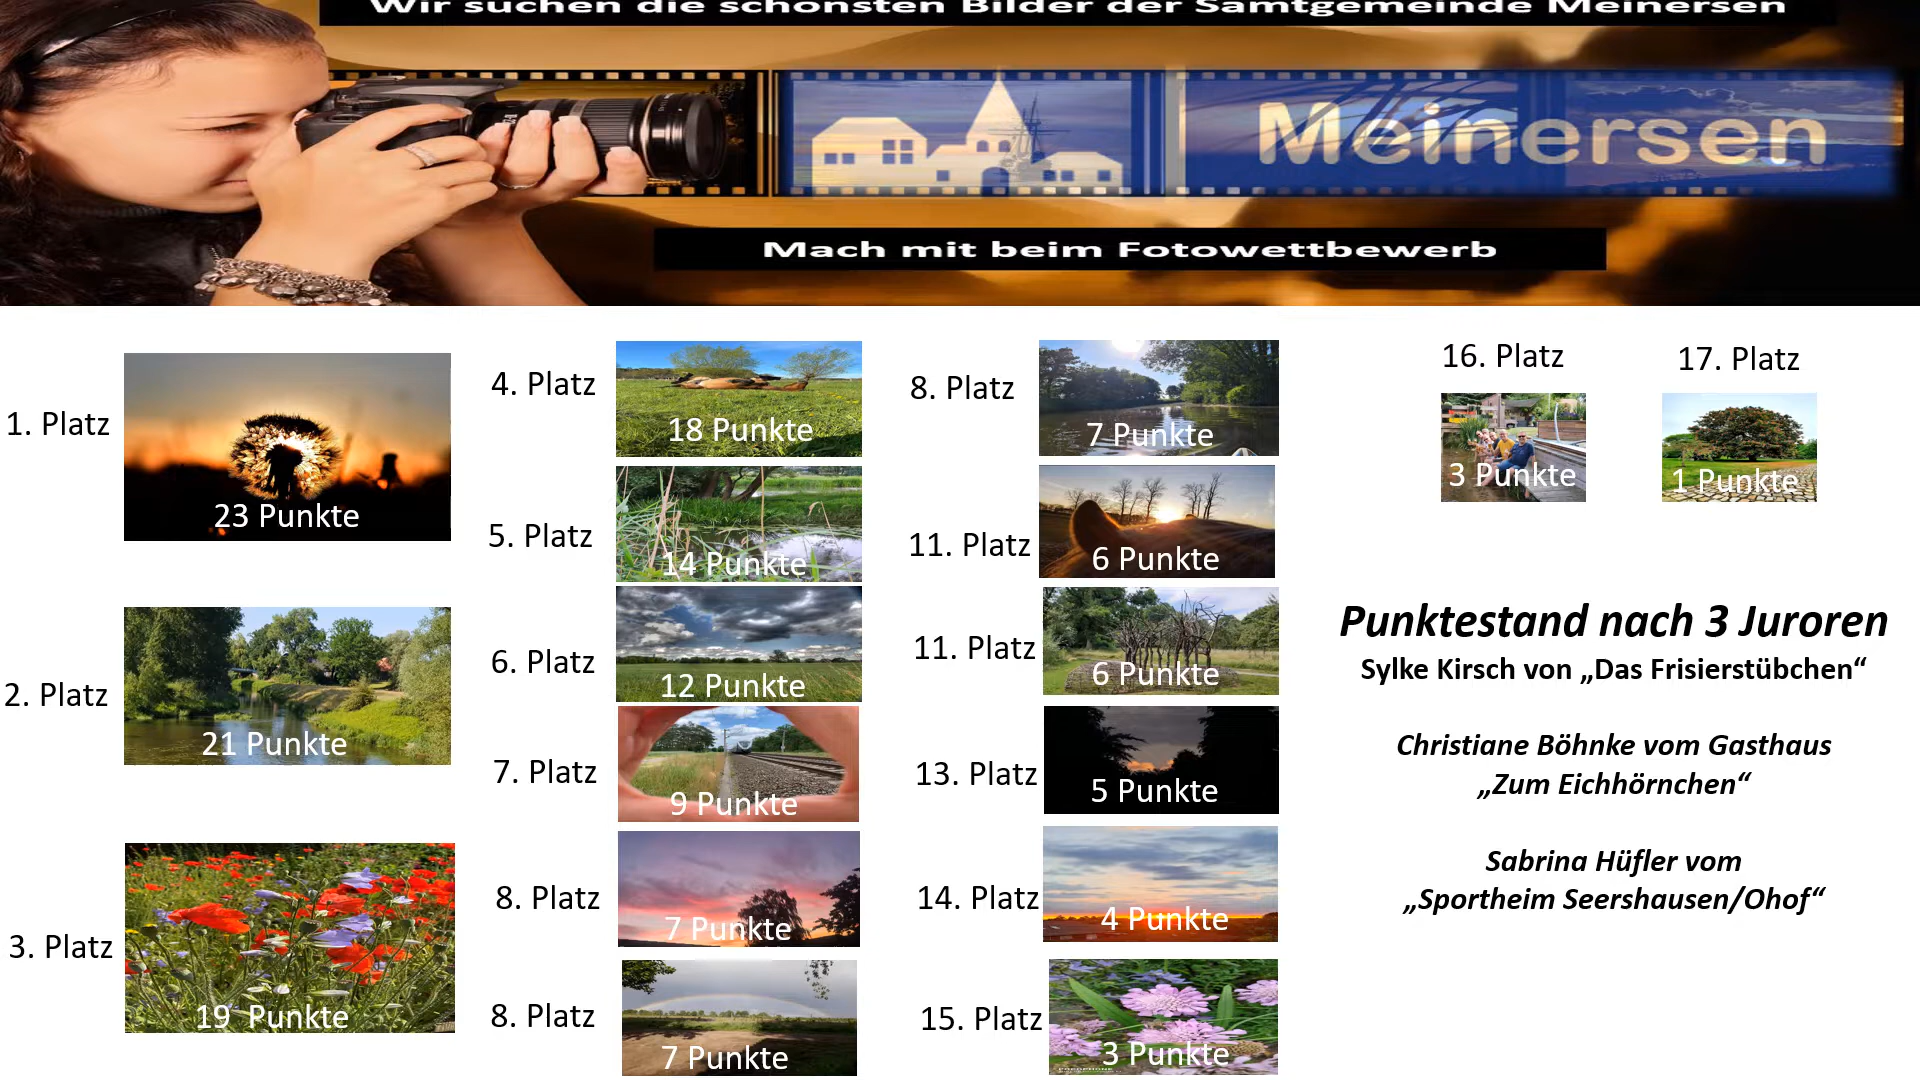 Wir suchen die schönsten Bilder der Samtgemeinde Meinersen
Meinersen
Mach mit beim Fotowettbewerb
1. Platz
23 Punkte
2. Platz
21 Punkte
3. Platz
19 Punkte
4. Platz
18 Punkte
5. Platz
14 Punkte
6. Platz
12 Punkte
7. Platz
9 Punkte
8. Platz
7 Punkte
8. Platz
7 Punkte
8. Platz
7 Punkte
11. Platz
6 Punkte
11. Platz
6 Punkte
13. Platz
5 Punkte
14. Platz
4 Punkte
15. Platz
3 Punkte
16. Platz
3 Punkte
17. Platz
1 Punkte
Punktestand nach 3 Juroren
Sylke Kirsch von „Das Frisierstübchen“
Christiane Böhnke vom Gasthaus
„Zum Eichhörnchen“
Sabrina Hüfler vom
„Sportheim Seershausen/Ohof“